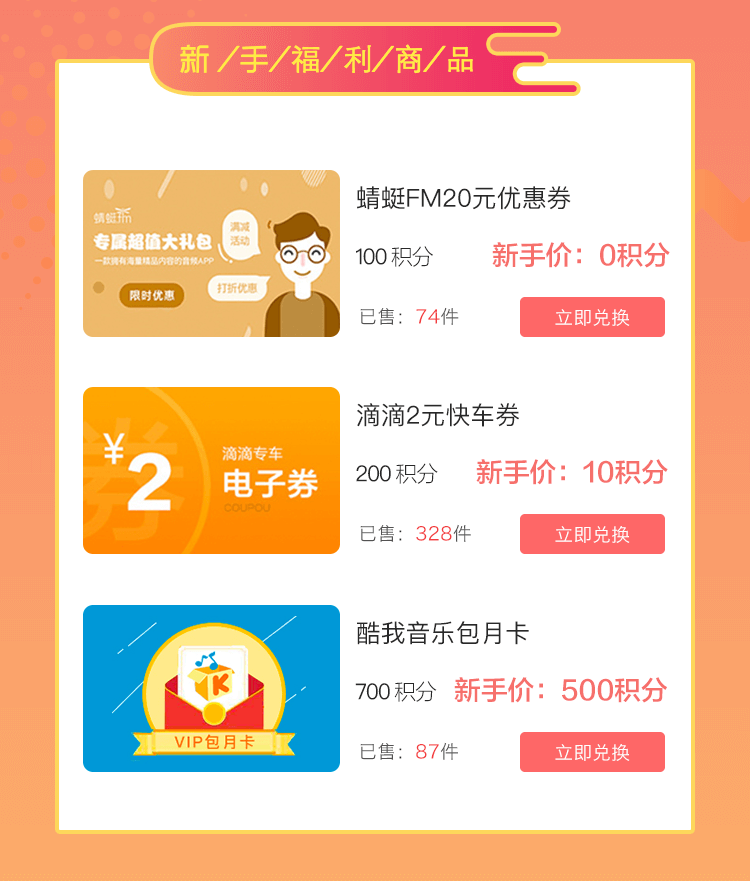 新/手/福/利/商/品
蜻蜓fm
专属超值大礼包
一款拥有海量精品内容的音频APP
限时优惠
满减
活动
打折优惠
蜻蜓FM20元优惠券
100 积分 新手价：0积分
已售：74件
立即兑换
券
¥2
滴滴专车
电子券
COUPOU
滴滴2元快车券
200 积分 新手价：10积分
已售：328件
立即兑换
K
VIP包月卡
酷我音乐包月卡
700 积分 新手价：500积分
已售：87件
立即兑换